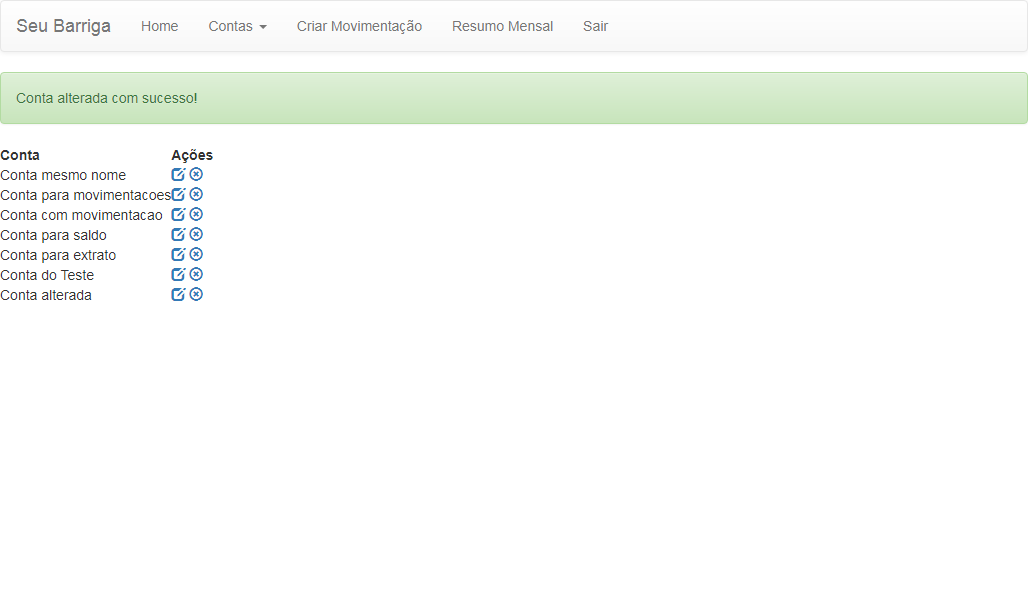 Seu Barriga Home Contas Criar Movimentação Resumo Mensal Sair
Conta alterada com sucesso!
Conta Ações
Conta mesmo nome
Conta para movimentacoes
Conta com movimentacao
Conta para saldo
Conta para extrato
Conta do Teste
Conta alterada